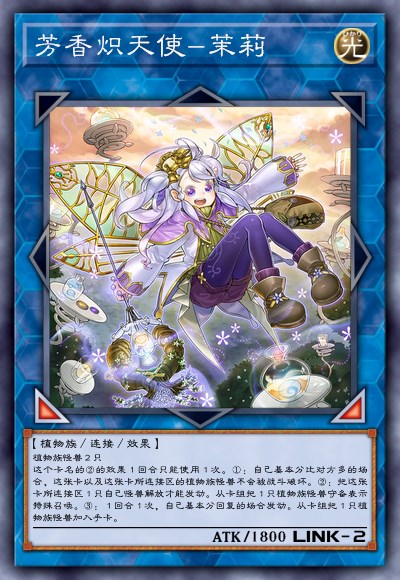 芳香炽天使－茉莉
ひかり
光
【植物族／连接／效果】
植物族怪兽２只
这个卡名的②的效果１回合只能使用１次。①：自己基本分比对方多的场
合，这张卡以及这张卡所连接区的植物族怪兽不会被战斗破坏。②：把这张
卡所连接区１只自己怪兽解放才能发动。从卡组把１只植物族怪兽守备表示
特殊召唤。③：１回合１次，自己基本分回复的场合发动。从卡组把１只植
物族怪兽加入手卡。
ATK/1800 LINK-2